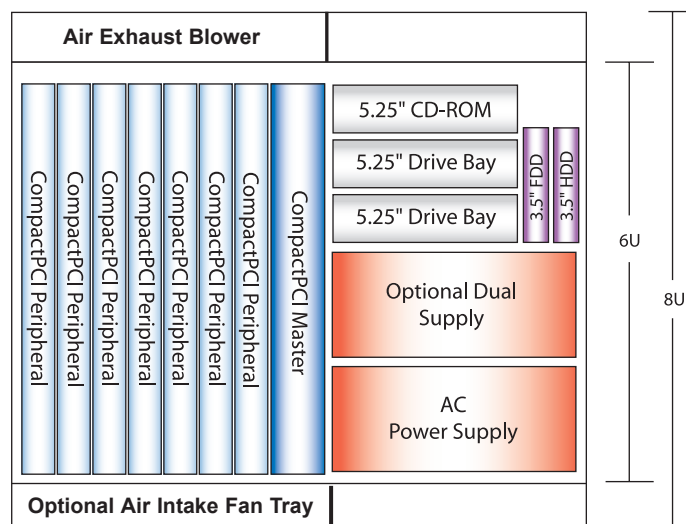 Air Exhaust Blower
CompactPCI Peripheral
CompactPCI Peripheral
CompactPCI Peripheral
CompactPCI Peripheral
CompactPCI Peripheral
CompactPCI Peripheral
CompactPCI Peripheral
CompactPCI Master
5.25" CD-ROM
5.25" Drive Bay
5.25" Drive Bay
3.5" FDD
3.5" HDD
Optional Dual
Supply
AC
Power Supply
6U
8U
Optional Air Intake Fan Tray